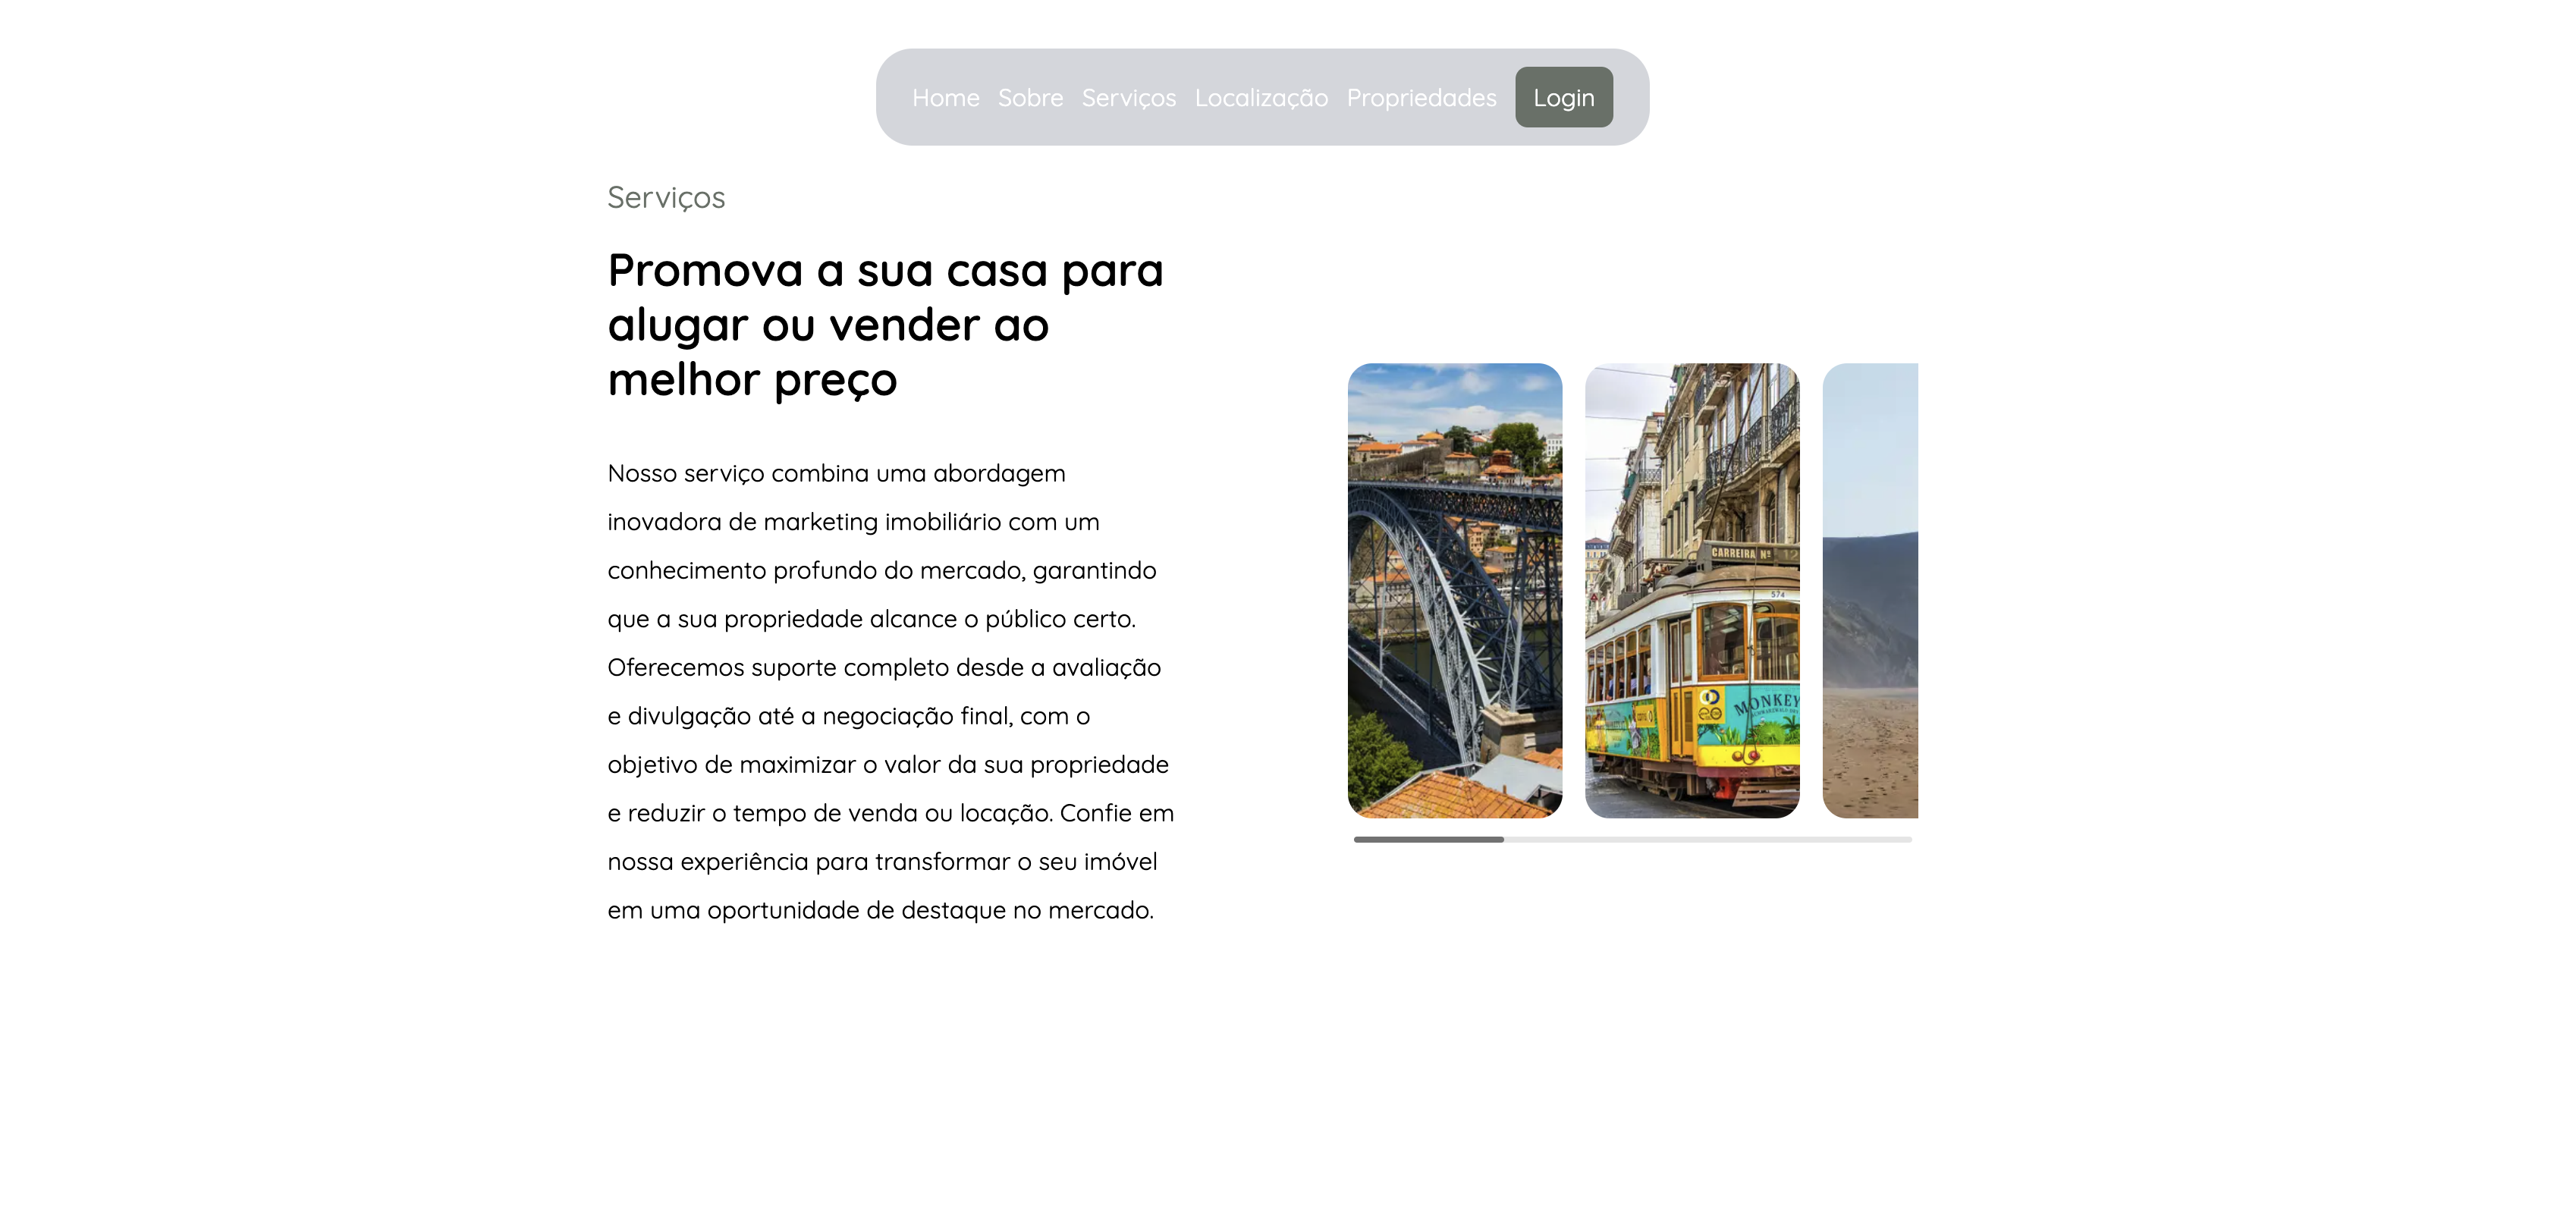 Home Sobre Serviços Localização Propriedades Login
Serviços
Promova a sua casa para
alugar ou vender ao
melhor preço
Nosso serviço combina uma abordagem
inovadora de marketing imobiliário com um
conhecimento profundo do mercado, garantindo
que a sua propriedade alcance o público certo.
Oferecemos suporte completo desde a avaliação
e divulgação até a negociação final, com o
objetivo de maximizar o valor da sua propriedade
e reduzir o tempo de venda ou locação. Confie em
nossa experiência para transformar o seu imóvel
em uma oportunidade de destaque no mercado.
CARREIRA Nº 12
574
MONKEY